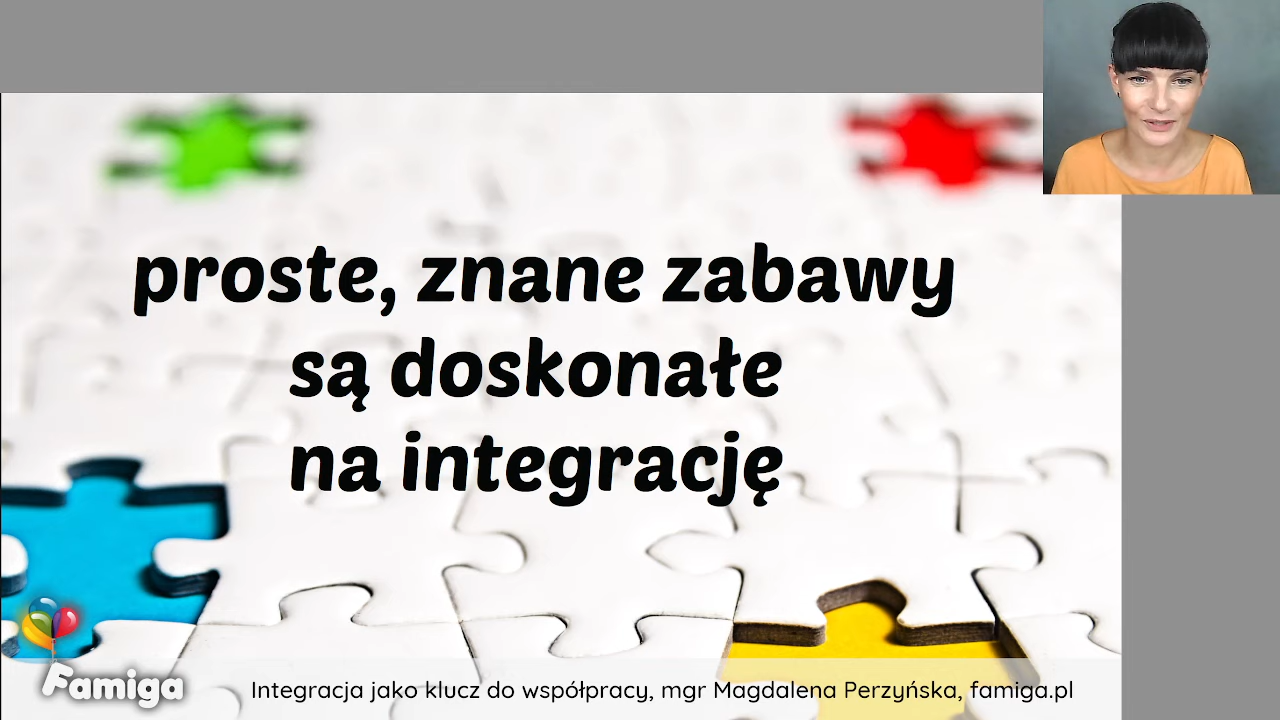 proste, znane zabawy
są doskonałe
na integrację
Famiga
Integracja jako klucz do współpracy, mgr Magdalena Perzyńska, famiga.pl